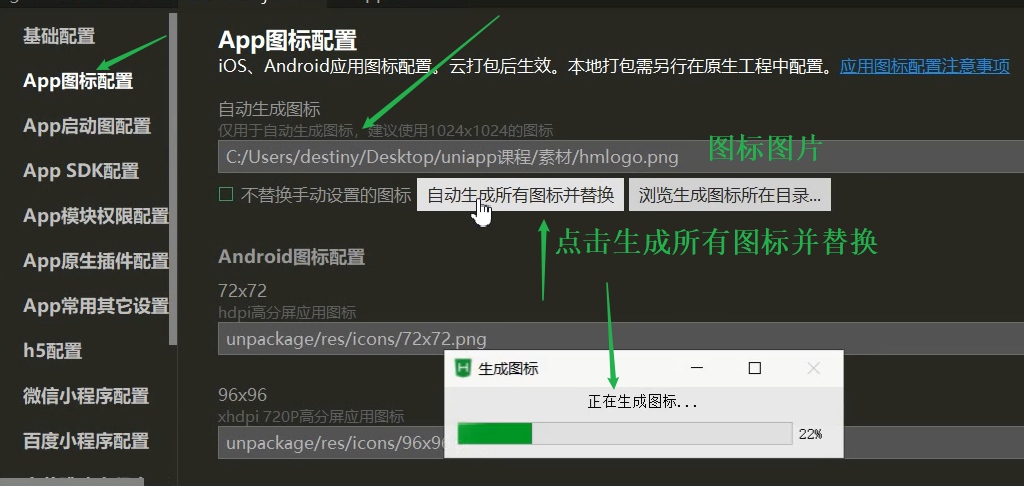 基础配置
App图标配置
App启动图配置
App SDK配置
App模块权限配置
App原生插件配置
App常用其它设置
h5配置
微信小程序配置
百度小程序配置
App图标配置
iOS、Android应用图标配置。云打包后生效。本地打包需另行在原生工程中配置。应用图标配置注意事项
自动生成图标
仅用于自动生成图标，建议使用1024x1024的图标
C:/Users/destiny/Desktop/uniapp课程/素材/hmlogo.png
图标图片
不替换手动设置的图标 自动生成所有图标并替换 浏览生成图标所在目录...
点击生成所有图标并替换
Android图标配置
72x72
hdpi高分屏应用图标
unpackage/res/icons/72x72.png
96x96
xhdpi 720P高分屏应用图标
unpackage/res/icons/96x96
生成图标
正在生成图标...
22%